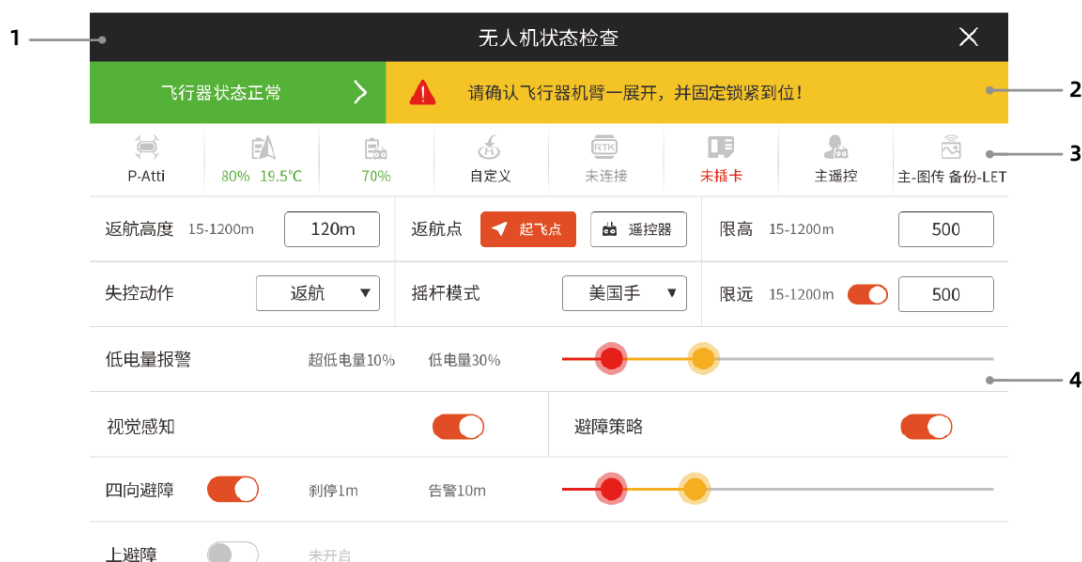 1
无人机状态检查
飞行器状态正常
请确认飞行器机臂一展开，并固定锁紧到位！
2
RTK
3
P-Atti 80% 19.5℃ 70% 自定义 未连接 未插卡 主遥控 主-图传 备份-LET
返航高度 15-1200m 120m 返航点 起飞点 遥控器 限高 15-1200m 500
失控动作 返航 摇杆模式 美国手 限远 15-1200m 500
低电量报警 超低电量10% 低电量30%
4
视觉感知 避障策略
四向避障 刹停1m 告警10m
上避障 未开启